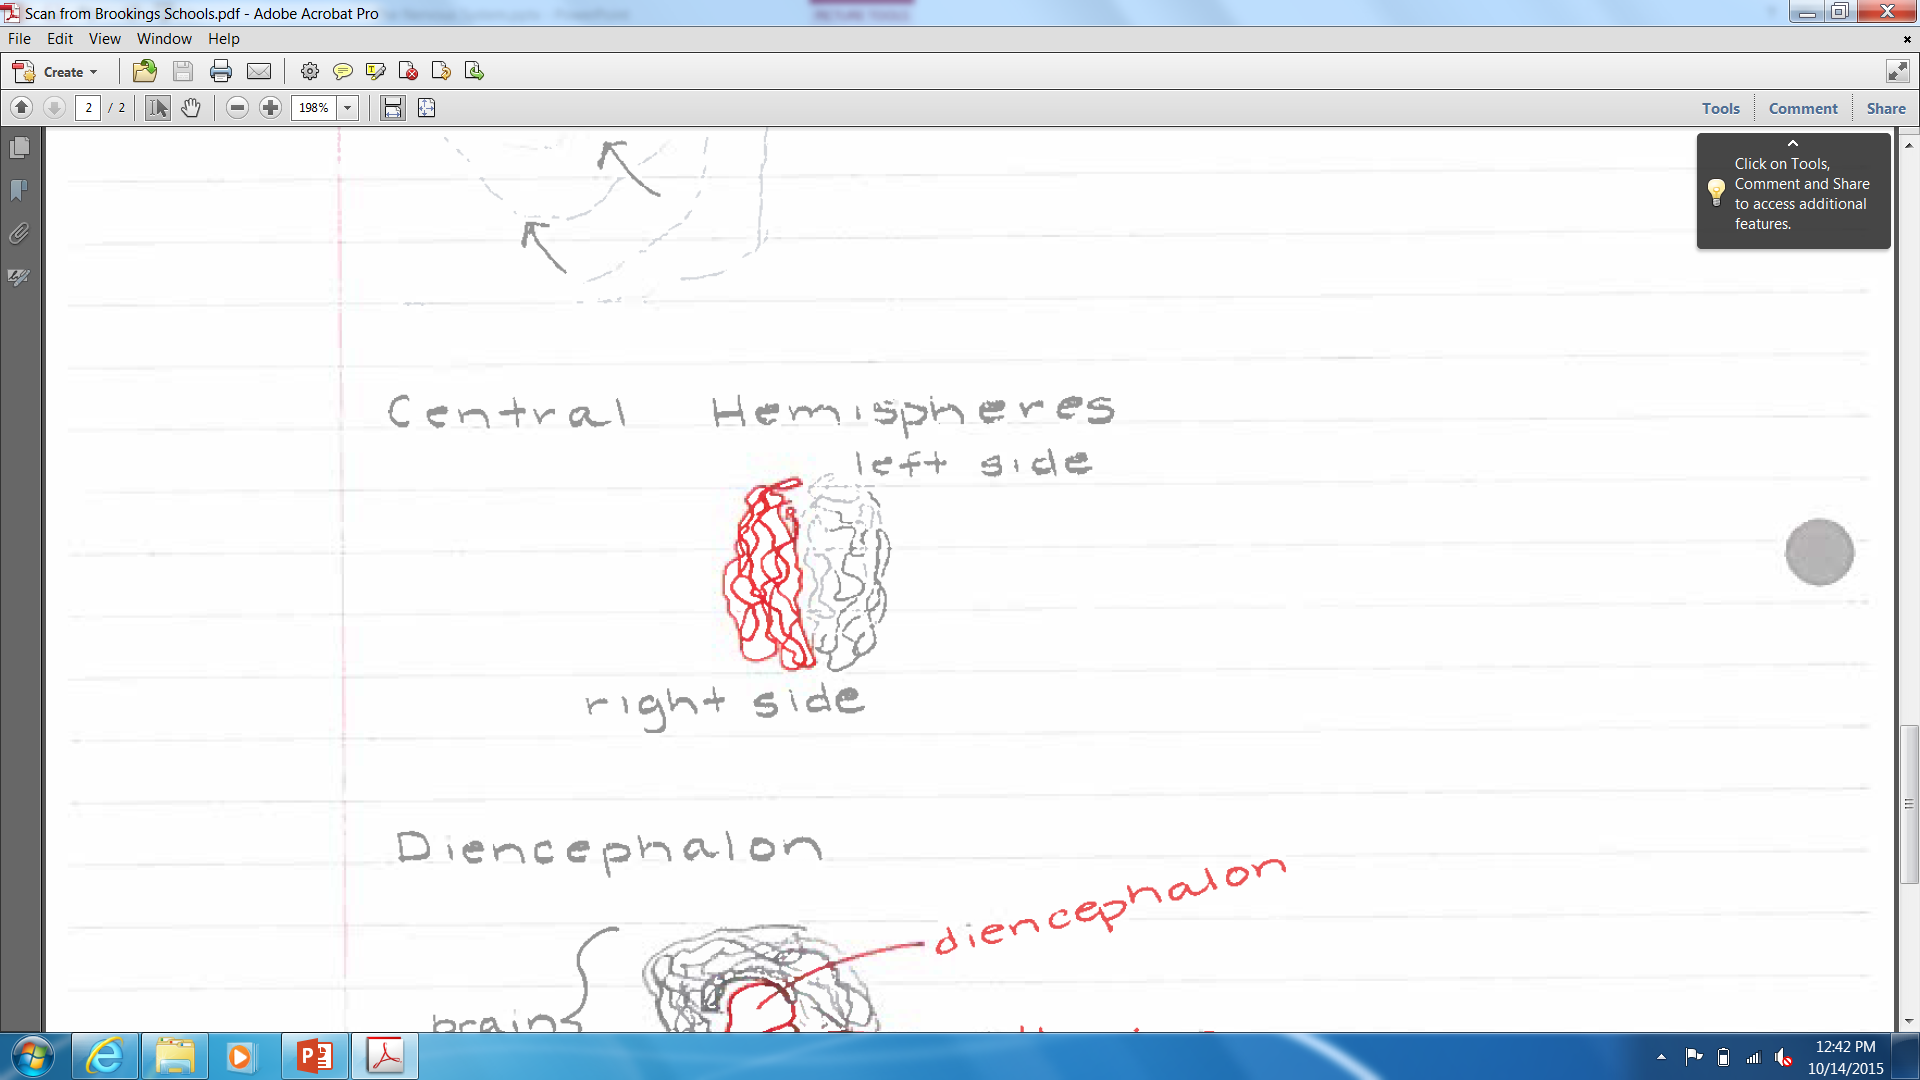 Scan from Brookings Schools.pdf - Adobe Acrobat Pro
File Edit View Window Help
Create
2 / 2 198% Tools Comment Share
Click on Tools,
Comment and Share
to access additional
features.
Central Hemispheres
left side
right side
Diencephalon
diencephalon
brain
12:42 PM
10/14/2015